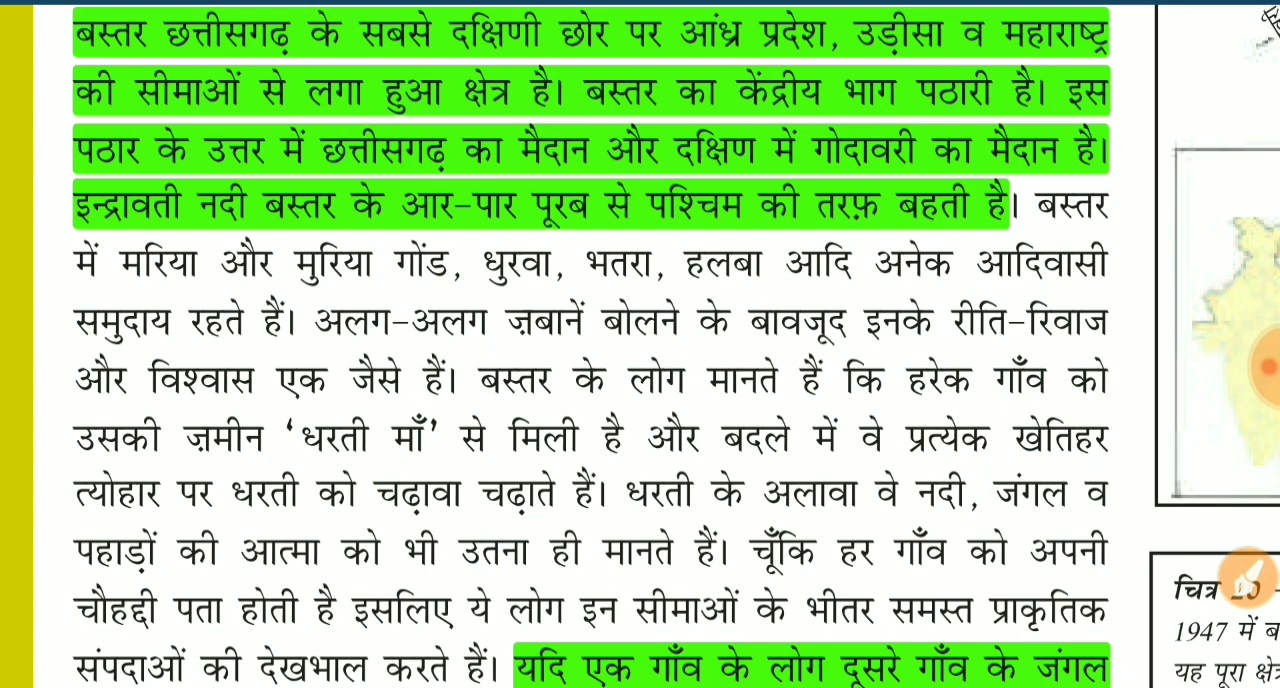 बस्तर छत्तीसगढ़ के सबसे दक्षिणी छोर पर आंध्र प्रदेश, उड़ीसा व महाराष्ट्र
की सीमाओं से लगा हुआ क्षेत्र है। बस्तर का केंद्रीय भाग पठारी है। इस
पठार के उत्तर में छत्तीसगढ़ का मैदान और दक्षिण में गोदावरी का मैदान है।
इन्द्रावती नदी बस्तर के आर-पार पूरब से पश्चिम की तरफ़ बहती है। बस्तर
में मरिया और मुरिया गोंड, धुरवा, भतरा, हलबा आदि अनेक आदिवासी
समुदाय रहते हैं। अलग-अलग ज़बानें बोलने के बावजूद इनके रीति-रिवाज
और विश्वास एक जैसे हैं। बस्तर के लोग मानते हैं कि हरेक गाँव को
उसकी ज़मीन ‘धरती माँ’ से मिली है और बदले में वे प्रत्येक खेतिहर
त्योहार पर धरती को चढ़ावा चढ़ाते हैं। धरती के अलावा वे नदी, जंगल व
पहाड़ों की आत्मा को भी उतना ही मानते हैं। चूँकि हर गाँव को अपनी
चौहद्दी पता होती है इसलिए ये लोग इन सीमाओं के भीतर समस्त प्राकृतिक
संपदाओं की देखभाल करते हैं। यदि एक गाँव के लोग दूसरे गाँव के जंगल
चित्र
1947 में
यह पूरा